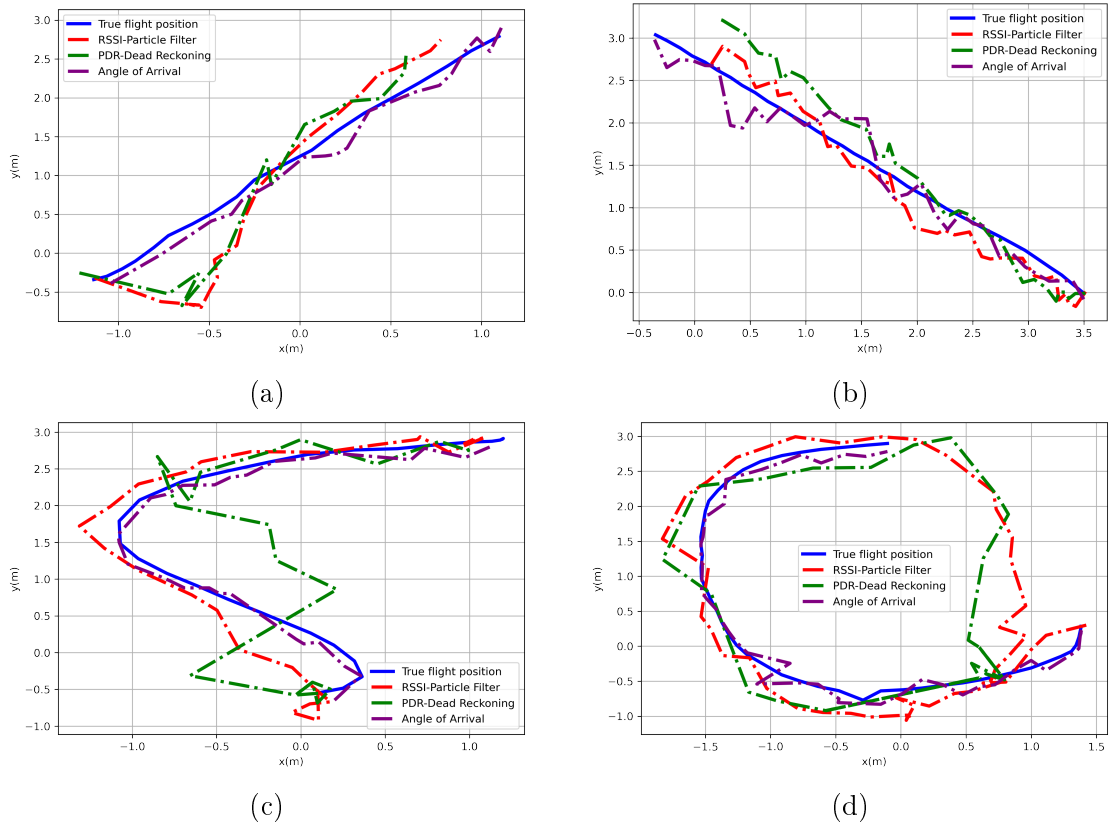 True flight position
RSSI-Particle Filter
PDR-Dead Reckoning
Angle of Arrival
3.0
2.5
2.0
1.5
1.0
0.5
0.0
−0.5
y(m)
−1.0 −0.5 0.0 0.5 1.0
x(m)
(a)
True flight position
RSSI-Particle Filter
PDR-Dead Reckoning
Angle of Arrival
3.0
2.5
2.0
1.5
1.0
0.5
0.0
y(m)
−0.5 0.0 0.5 1.0 1.5 2.0 2.5 3.0 3.5
x(m)
(b)
3.0
2.5
2.0
1.5
1.0
0.5
0.0
−0.5
−1.0
y(m)
True flight position
RSSI-Particle Filter
PDR-Dead Reckoning
Angle of Arrival
−1.0 −0.5 0.0 0.5 1.0
x(m)
(c)
3.0
2.5
2.0
1.5
1.0
0.5
0.0
−0.5
−1.0
y(m)
True flight position
RSSI-Particle Filter
PDR-Dead Reckoning
Angle of Arrival
−1.5 −1.0 −0.5 0.0 0.5 1.0 1.5
x(m)
(d)